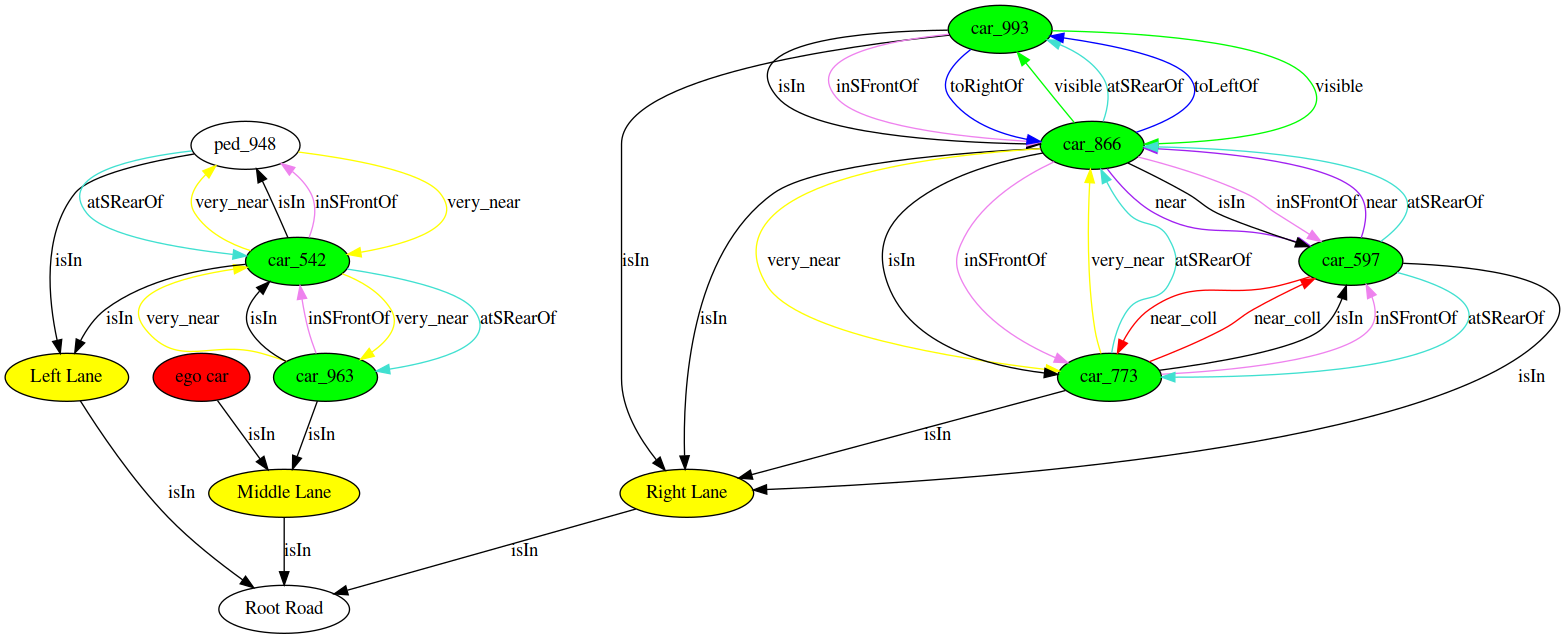 car_993
isIn
inSFrontOf
toRightOf
visible
atSRearOf
toLeftOf
visible
ped_948
car_866
atSRearOf
very_near
isIn
inSFrontOf
very_near
near
isIn
inSFrontOf
near
atSRearOf
isIn
car_542
isIn
very_near
isIn
inSFrontOf
very_near
atSRearOf
car_597
isIn
very_near
isIn
inSFrontOf
very_near
atSRearOf
isIn
near_coll
near_coll
isIn
inSFrontOf
atSRearOf
Left Lane
ego car
car_963
car_773
isIn
isIn
isIn
isIn
isIn
Middle Lane
Right Lane
isIn
isIn
Root Road